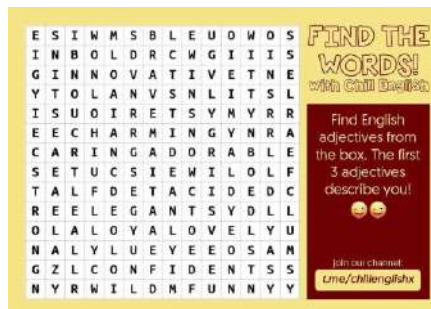 E S I W M S B L E U O W O S
I N B O L D R C W G I I I S
G I N N O V A T I V E T N E
Y T O L A N V S N L I T S L
I S U O I R E T S Y M Y R R
E E C H A R M I N G Y N R A
C A R I N G A D O R A B L E
S E T U C S I E W I L O L F
T A L F D E T A C I D E D C
R E E L E G A N T S Y D L L
O L A L O Y A L O V E L Y U
N A L Y L U E Y E E O S A M
G Z L C O N F I D E N T S S
N Y R W I L D M F U N N Y Y
FIND THE
WORDS!
with Chill English
Find English
adjectives from
the box. The first
3 adjectives
describe you!
join our channel:
t.me/chillenglishx